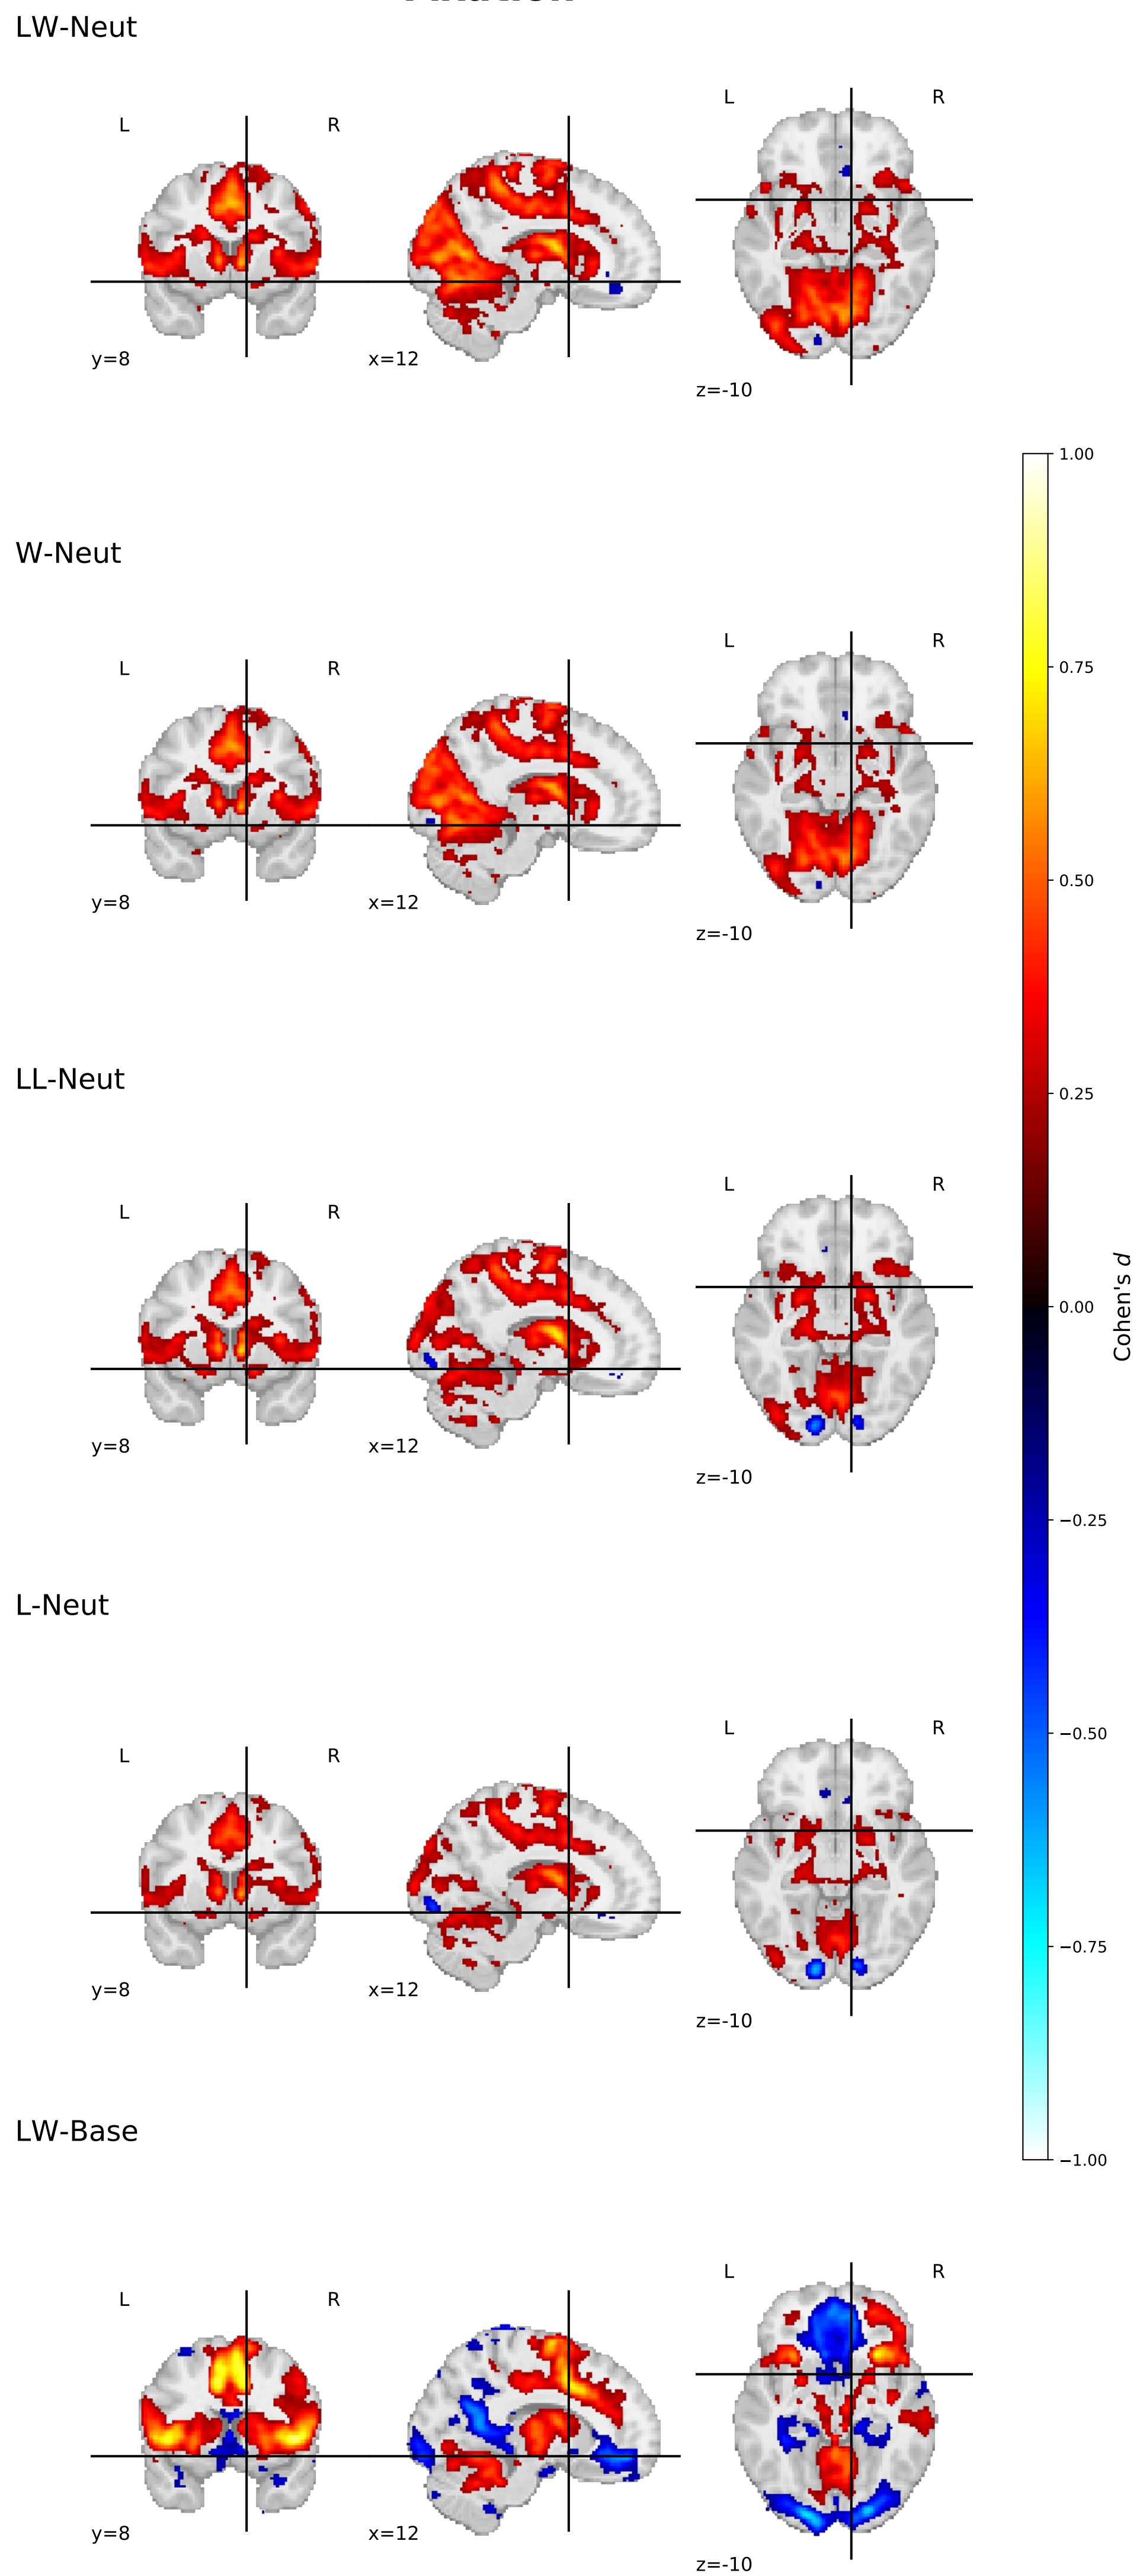 LW-Neut
L R L R
y=8 x=12 z=-10
W-Neut
L R L R
y=8 x=12 z=-10
LL-Neut
L R L R
y=8 x=12 z=-10
L-Neut
L R L R
y=8 x=12 z=-10
LW-Base
L R L R
y=8 x=12 z=-10
1.00
0.75
0.50
0.25
0.00
−0.25
−0.50
−0.75
−1.00
Cohen's d